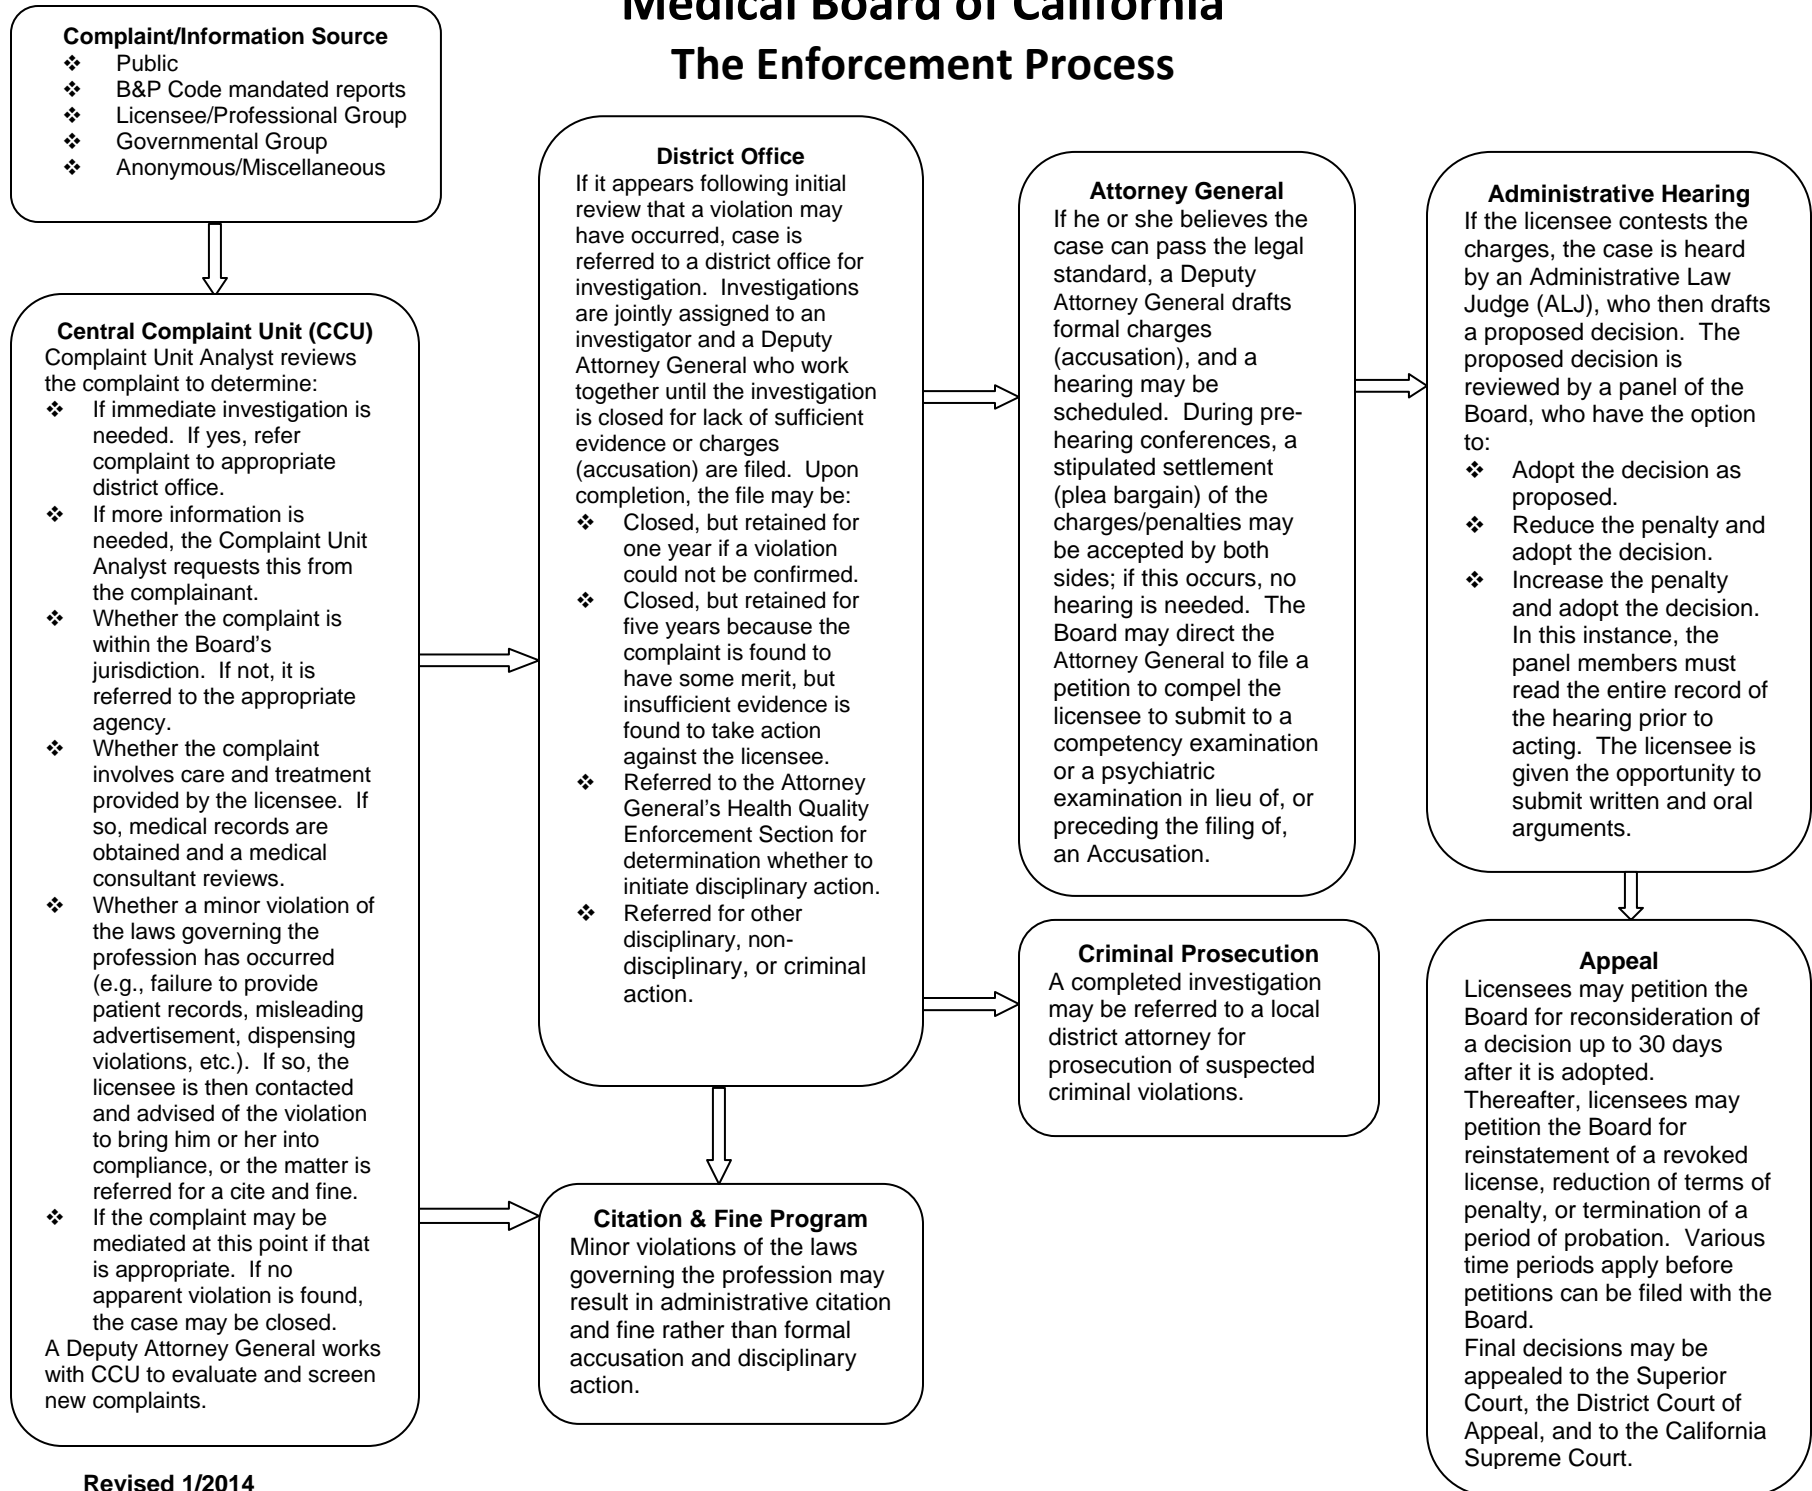 Medical Board of California
The Enforcement Process
Complaint/Information Source
❖ Public
❖ B&P Code mandated reports
❖ Licensee/Professional Group
❖ Governmental Group
❖ Anonymous/Miscellaneous
Central Complaint Unit (CCU)
Complaint Unit Analyst reviews
the complaint to determine:
❖ If immediate investigation is
needed. If yes, refer
complaint to appropriate
district office.
❖ If more information is
needed, the Complaint Unit
Analyst requests this from
the complainant.
❖ Whether the complaint is
within the Board's
jurisdiction. If not, it is
referred to the appropriate
agency.
❖ Whether the complaint
involves care and treatment
provided by the licensee. If
so, medical records are
obtained and a medical
consultant reviews.
❖ Whether a minor violation of
the laws governing the
profession has occurred
(e.g., failure to provide
patient records, misleading
advertisement, dispensing
violations, etc.). If so, the
licensee is then contacted
and advised of the violation
to bring him or her into
compliance, or the matter is
referred for a cite and fine.
❖ If the complaint may be
mediated at this point if that
is appropriate. If no
apparent violation is found,
the case may be closed.
A Deputy Attorney General works
with CCU to evaluate and screen
new complaints.
District Office
If it appears following initial
review that a violation may
have occurred, case is
referred to a district office for
investigation. Investigations
are jointly assigned to an
investigator and a Deputy
Attorney General who work
together until the investigation
is closed for lack of sufficient
evidence or charges
(accusation) are filed. Upon
completion, the file may be:
❖ Closed, but retained for
one year if a violation
could not be confirmed.
❖ Closed, but retained for
five years because the
complaint is found to
have some merit, but
insufficient evidence is
found to take action
against the licensee.
❖ Referred to the Attorney
General's Health Quality
Enforcement Section for
determination whether to
initiate disciplinary action.
❖ Referred for other
disciplinary, non-
disciplinary, or criminal
action.
Citation & Fine Program
Minor violations of the laws
governing the profession may
result in administrative citation
and fine rather than formal
accusation and disciplinary
action.
Attorney General
If he or she believes the
case can pass the legal
standard, a Deputy
Attorney General drafts
formal charges
(accusation), and a
hearing may be
scheduled. During pre-
hearing conferences, a
stipulated settlement
(plea bargain) of the
charges/penalties may
be accepted by both
sides; if this occurs, no
hearing is needed. The
Board may direct the
Attorney General to file a
petition to compel the
licensee to submit to a
competency examination
or a psychiatric
examination in lieu of, or
preceding the filing of,
an Accusation.
Criminal Prosecution
A completed investigation
may be referred to a local
district attorney for
prosecution of suspected
criminal violations.
Administrative Hearing
If the licensee contests the
charges, the case is heard
by an Administrative Law
Judge (ALJ), who then drafts
a proposed decision. The
proposed decision is
reviewed by a panel of the
Board, who have the option
to:
❖ Adopt the decision as
proposed.
❖ Reduce the penalty and
adopt the decision.
❖ Increase the penalty
and adopt the decision.
In this instance, the
panel members must
read the entire record of
the hearing prior to
acting. The licensee is
given the opportunity to
submit written and oral
arguments.
Appeal
Licensees may petition the
Board for reconsideration of
a decision up to 30 days
after it is adopted.
Thereafter, licensees may
petition the Board for
reinstatement of a revoked
license, reduction of terms of
penalty, or termination of a
period of probation. Various
time periods apply before
petitions can be filed with the
Board.
Final decisions may be
appealed to the Superior
Court, the District Court of
Appeal, and to the California
Supreme Court.
Revised 1/2014